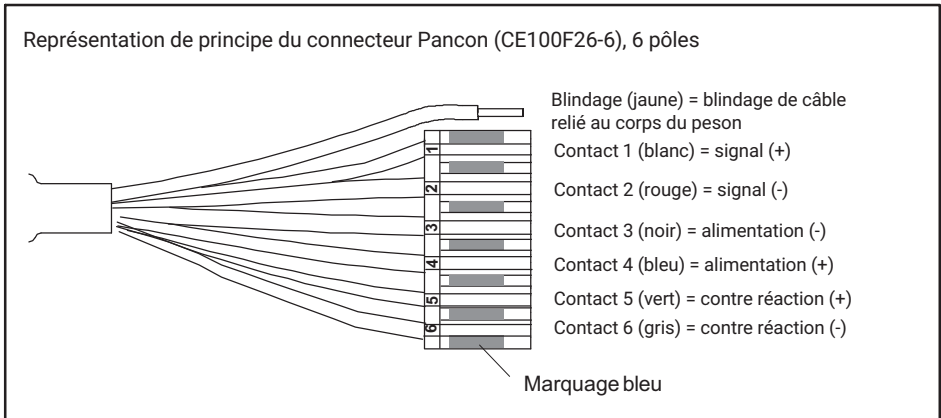 Représentation de principe du connecteur Pancon (CE100F26-6), 6 pôles
Blindage (jaune) = blindage de câble
relié au corps du peson
1
Contact 1 (blanc) = signal (+)
2
Contact 2 (rouge) = signal (-)
3
Contact 3 (noir) = alimentation (-)
4
Contact 4 (bleu) = alimentation (+)
5
Contact 5 (vert) = contre réaction (+)
6
Contact 6 (gris) = contre réaction (-)
Marquage bleu